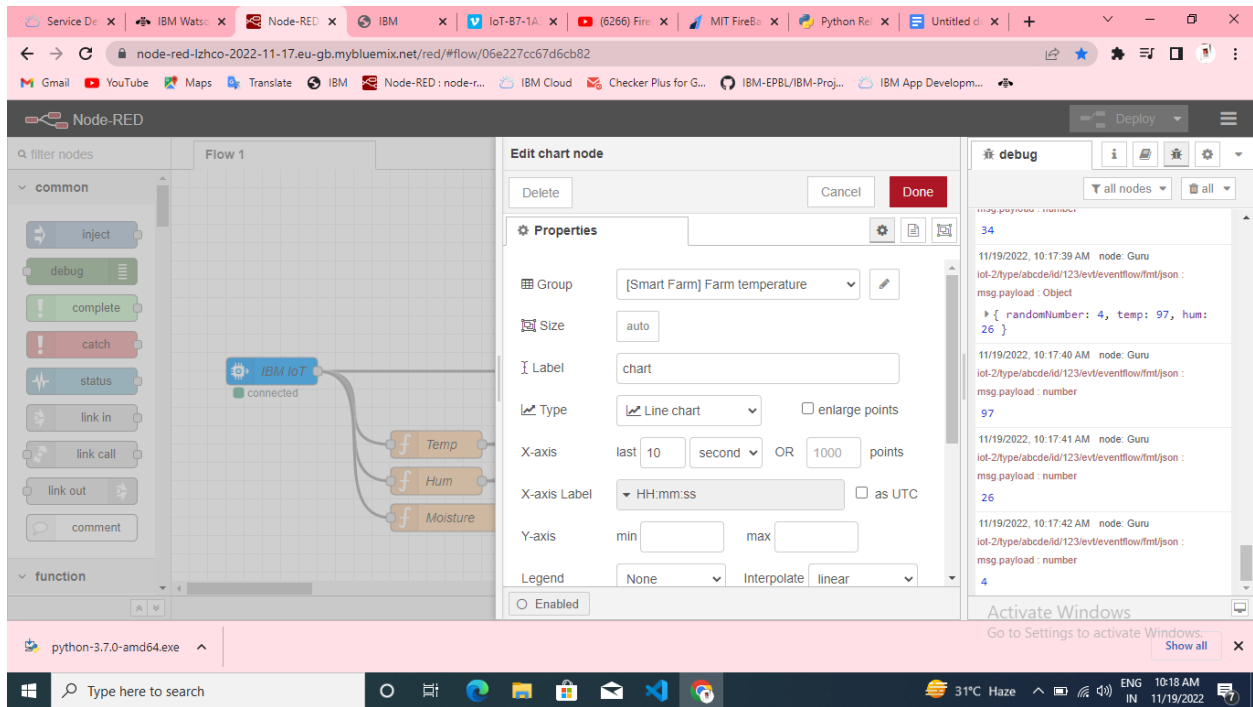 Service De
IBM Watso
Node-RED
IBM
IoT-B7-1A
(6266) Fire
MIT FireBa
Python Rel
Untitled d
node-red-lzhco-2022-11-17.eu-gb.mybluemix.net/red/#flow/06e227cc67d6cb82
Gmail
YouTube
Maps
Translate
IBM
Node-RED : node-r...
IBM Cloud
Checker Plus for G...
IBM-EPBL/IBM-Proj...
IBM App Developm...
Node-RED
Deploy
filter nodes
common
inject
debug
complete
catch
status
link in
link call
link out
comment
function
Flow 1
IBM IoT
connected
Temp
Hum
Moisture
Edit chart node
Delete
Cancel
Done
Properties
Group
[Smart Farm] Farm temperature
Size
auto
Label
chart
Type
Line chart
enlarge points
X-axis
last 10 second OR 1000 points
X-axis Label
HH:mm:ss
as UTC
Y-axis
min
max
Legend
None
Interpolate
linear
Enabled
debug
i
all nodes
all
msg.payload : number
34
11/19/2022, 10:17:39 AM node: Guru
iot-2/type/abcde/id/123/evt/eventflow/fmt/json :
msg.payload : Object
{ randomNumber: 4, temp: 97, hum:
26 }
11/19/2022, 10:17:40 AM node: Guru
iot-2/type/abcde/id/123/evt/eventflow/fmt/json :
msg.payload : number
97
11/19/2022, 10:17:41 AM node: Guru
iot-2/type/abcde/id/123/evt/eventflow/fmt/json :
msg.payload : number
26
11/19/2022, 10:17:42 AM node: Guru
iot-2/type/abcde/id/123/evt/eventflow/fmt/json :
msg.payload : number
4
Activate Windows
Go to Settings to activate Windows.
python-3.7.0-amd64.exe
Show all
Type here to search
31°C Haze
ENG
IN
10:18 AM
11/19/2022
7